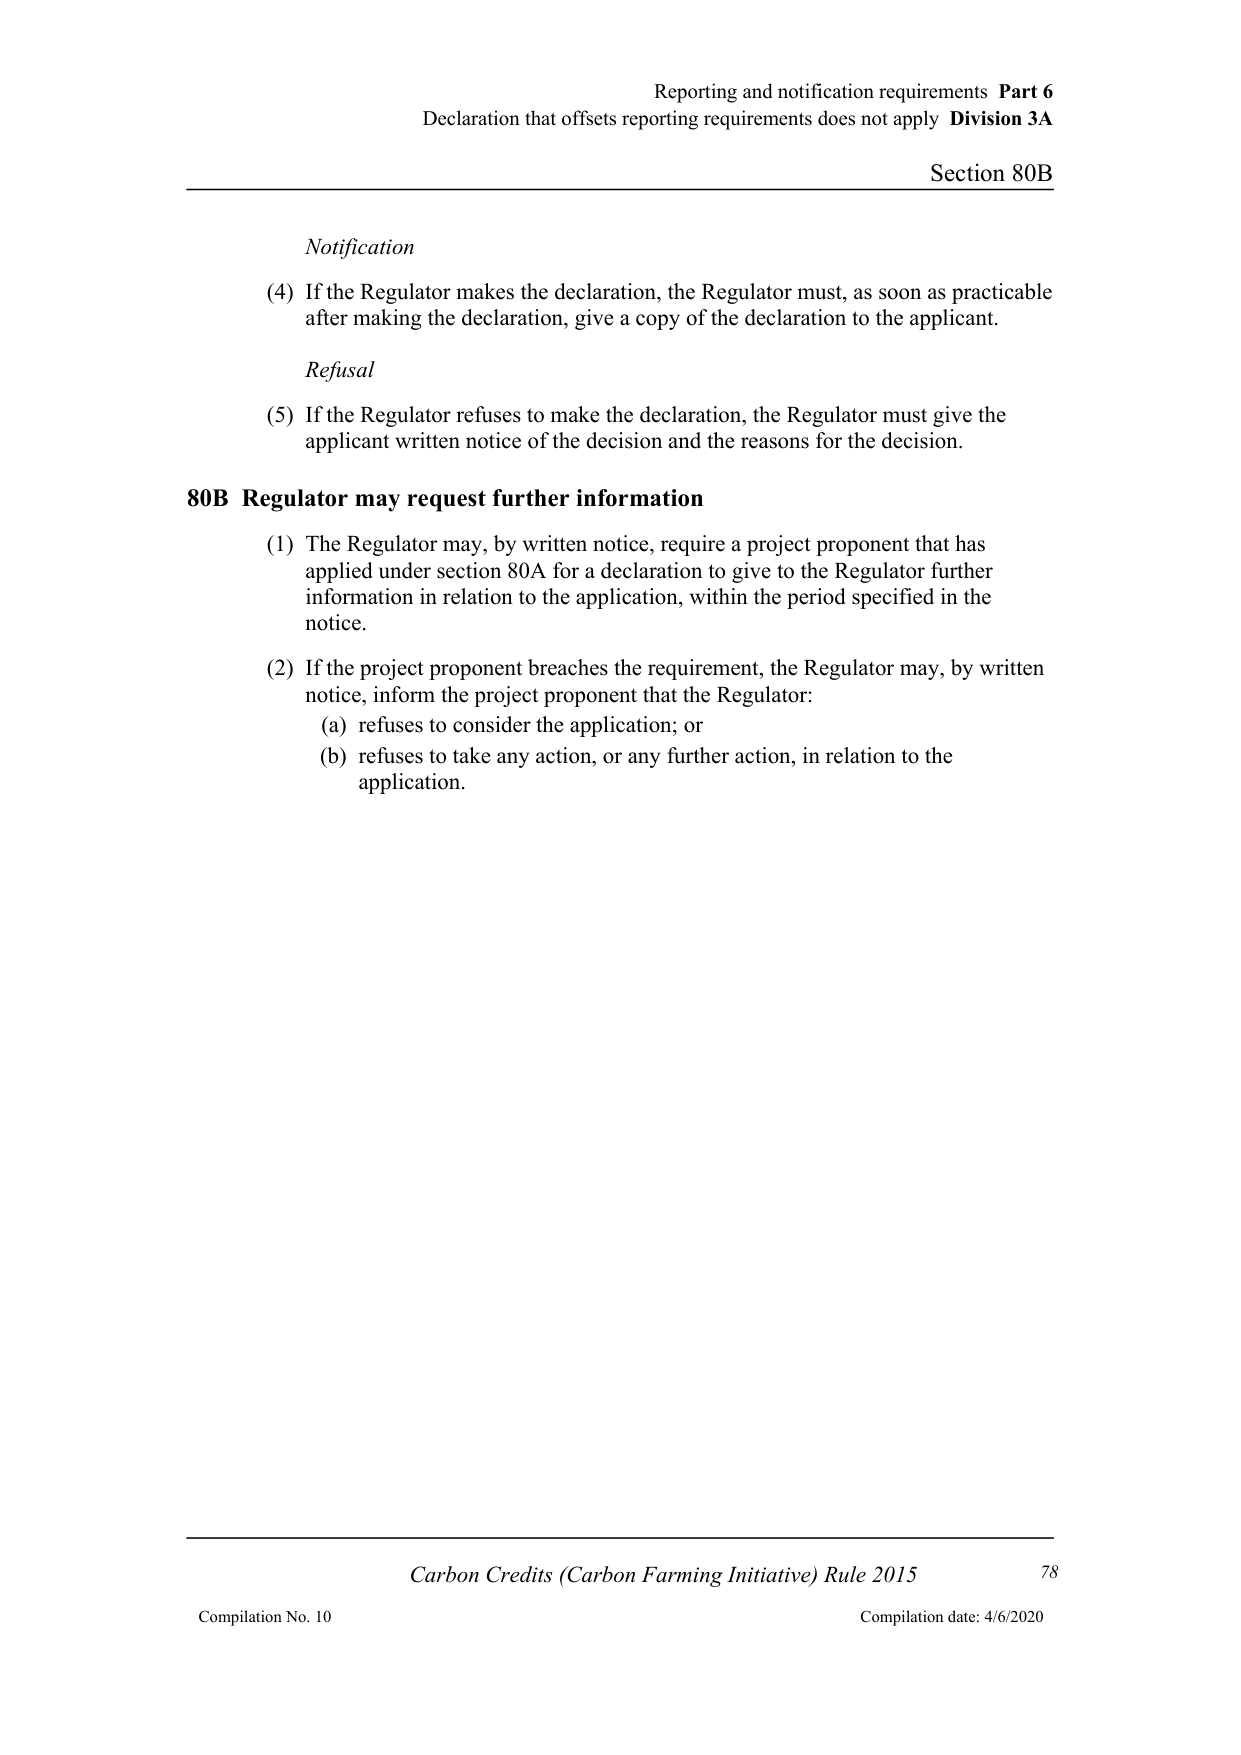 Reporting and notification requirements Part 6
Declaration that offsets reporting requirements does not apply Division 3A
Section 80B
Notification
(4) If the Regulator makes the declaration, the Regulator must, as soon as practicable
after making the declaration, give a copy of the declaration to the applicant.
Refusal
(5) If the Regulator refuses to make the declaration, the Regulator must give the
applicant written notice of the decision and the reasons for the decision.
80B Regulator may request further information
(1) The Regulator may, by written notice, require a project proponent that has
applied under section 80A for a declaration to give to the Regulator further
information in relation to the application, within the period specified in the
notice.
(2) If the project proponent breaches the requirement, the Regulator may, by written
notice, inform the project proponent that the Regulator:
(a) refuses to consider the application; or
(b) refuses to take any action, or any further action, in relation to the
application.
Carbon Credits (Carbon Farming Initiative) Rule 2015 78
Compilation No. 10 Compilation date: 4/6/2020